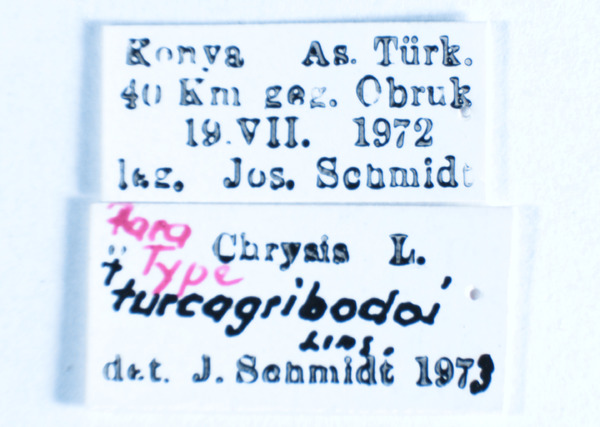 Konya As. Türk.
40 Km geg. Obruk
19.VII. 1972
leg. Jos. Schmidt
Para
Type
Chrysis L.
turcagribodoi
LINS.
det. J. Schmidt 1973